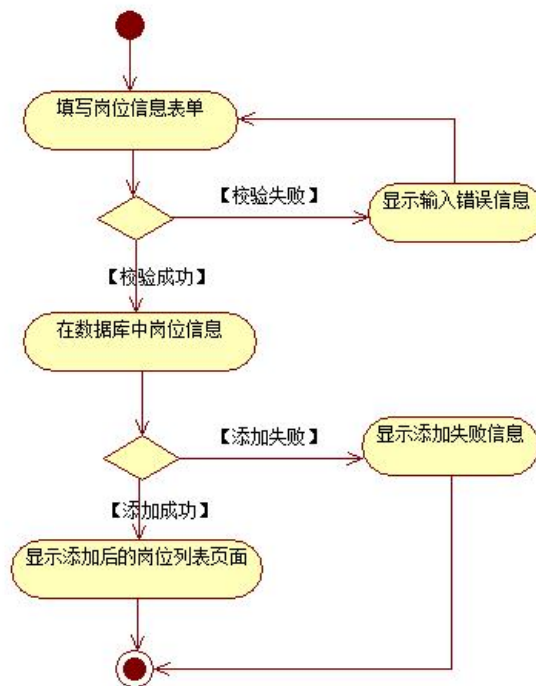 填写岗位信息表单
【校验失败】
显示输入错误信息
【校验成功】
在数据库中岗位信息
【添加失败】
显示添加失败信息
【添加成功】
显示添加后的岗位列表页面